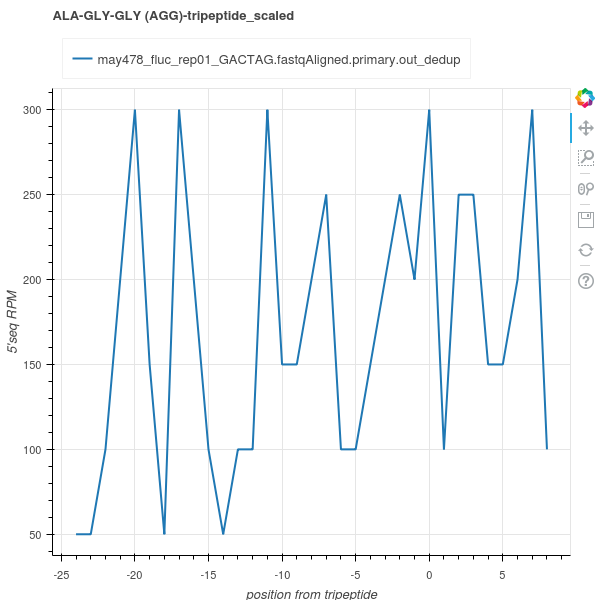 ALA-GLY-GLY (AGG)-tripeptide_scaled
may478_fluc_rep01_GACTAG.fastqAligned.primary.out_dedup
300
250
200
150
100
50
5'seq RPM
-25 -20 -15 -10 -5 0 5
position from tripeptide